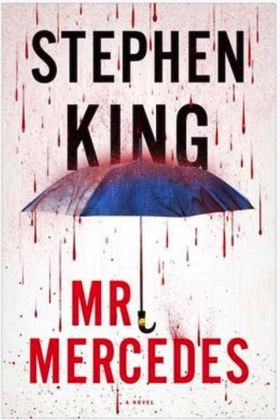 STEPHEN
KING
MR
MERCEDES
A NOVEL